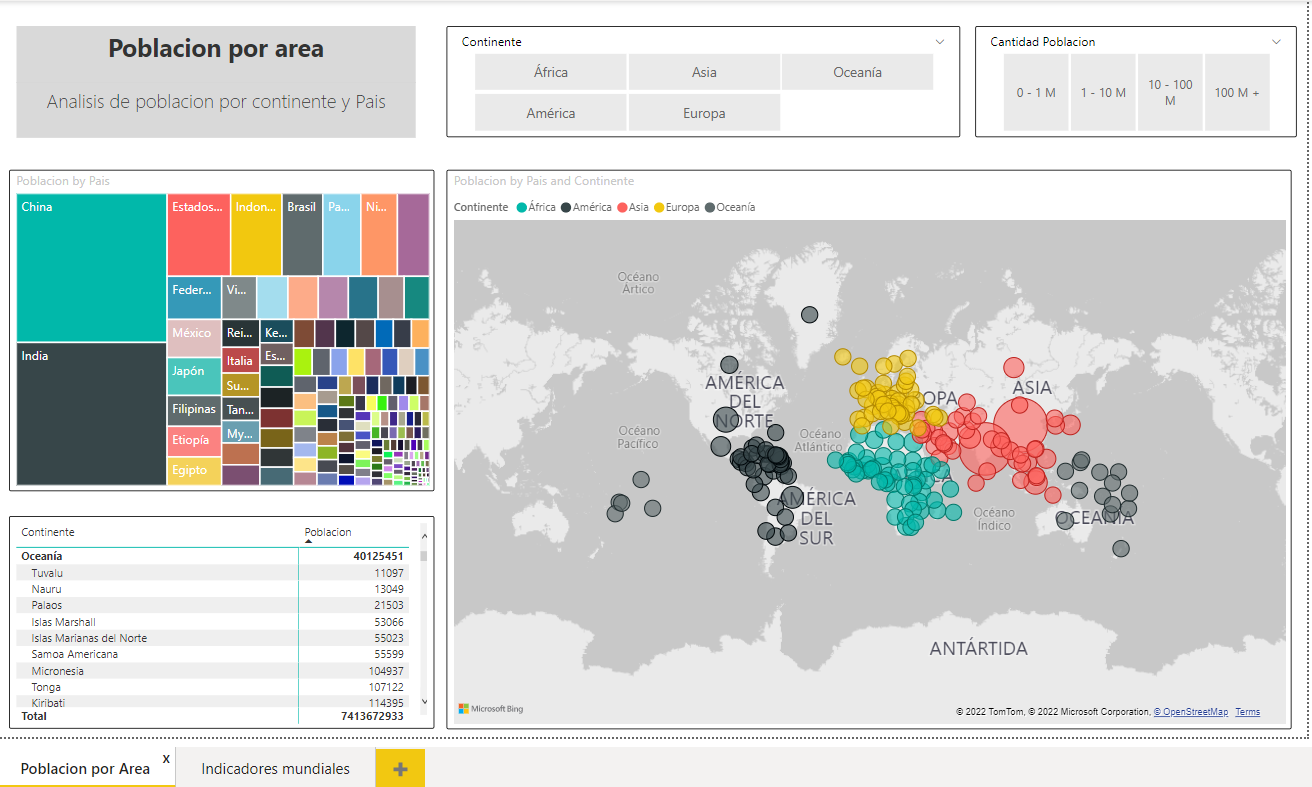 Poblacion por area
Analisis de poblacion por continente y Pais
Continente
África
Asia
Oceanía
América
Europa
Cantidad Poblacion
0 - 1 M
1 - 10 M
10 - 100
M
100 M +
Poblacion by Pais
China
Estados...
Indon...
Brasil
Pa...
Ni...
Feder...
Vi...
México
Rei...
Ke...
India
Italia
Es...
Japón
Su...
Filipinas
Tan...
Etiopía
My...
Egipto
Poblacion by Pais and Continente
Continente África América Asia Europa Oceanía
Océano
Ártico
AMÉRICA
DEL
NORTE
OPA
ASIA
Océano
Pacífico
Océano
Atlántico
CA
AMÉRICA
DEL
SUR
Océano
Índico
OCEANÍA
ANTÁRTIDA
Microsoft Bing
© 2022 TomTom, © 2022 Microsoft Corporation, © OpenStreetMap Terms
Continente Poblacion
Oceanía 40125451
Tuvalu 11097
Nauru 13049
Palaos 21503
Islas Marshall 53066
Islas Marianas del Norte 55023
Samoa Americana 55599
Micronesia 104937
Tonga 107122
Kiribati 114395
Total 7413672933
Poblacion por Area x
Indicadores mundiales
+